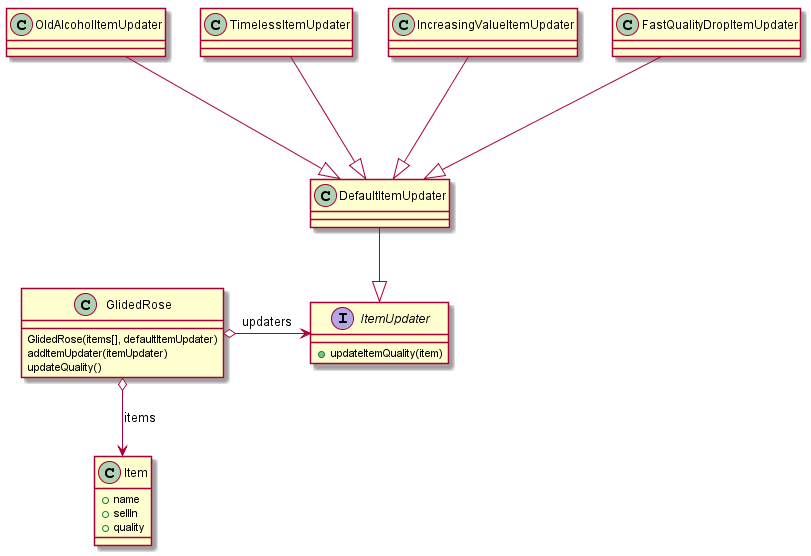 C OldAlcoholItemUpdater
C TimelessItemUpdater
C IncreasingValueItemUpdater
C FastQualityDropItemUpdater
C DefaultItemUpdater
C GlidedRose
GlidedRose(items[], defaultItemUpdater)
addItemUpdater(itemUpdater)
updateQuality()
updaters
I ItemUpdater
updateItemQuality(item)
items
C Item
name
sellIn
quality